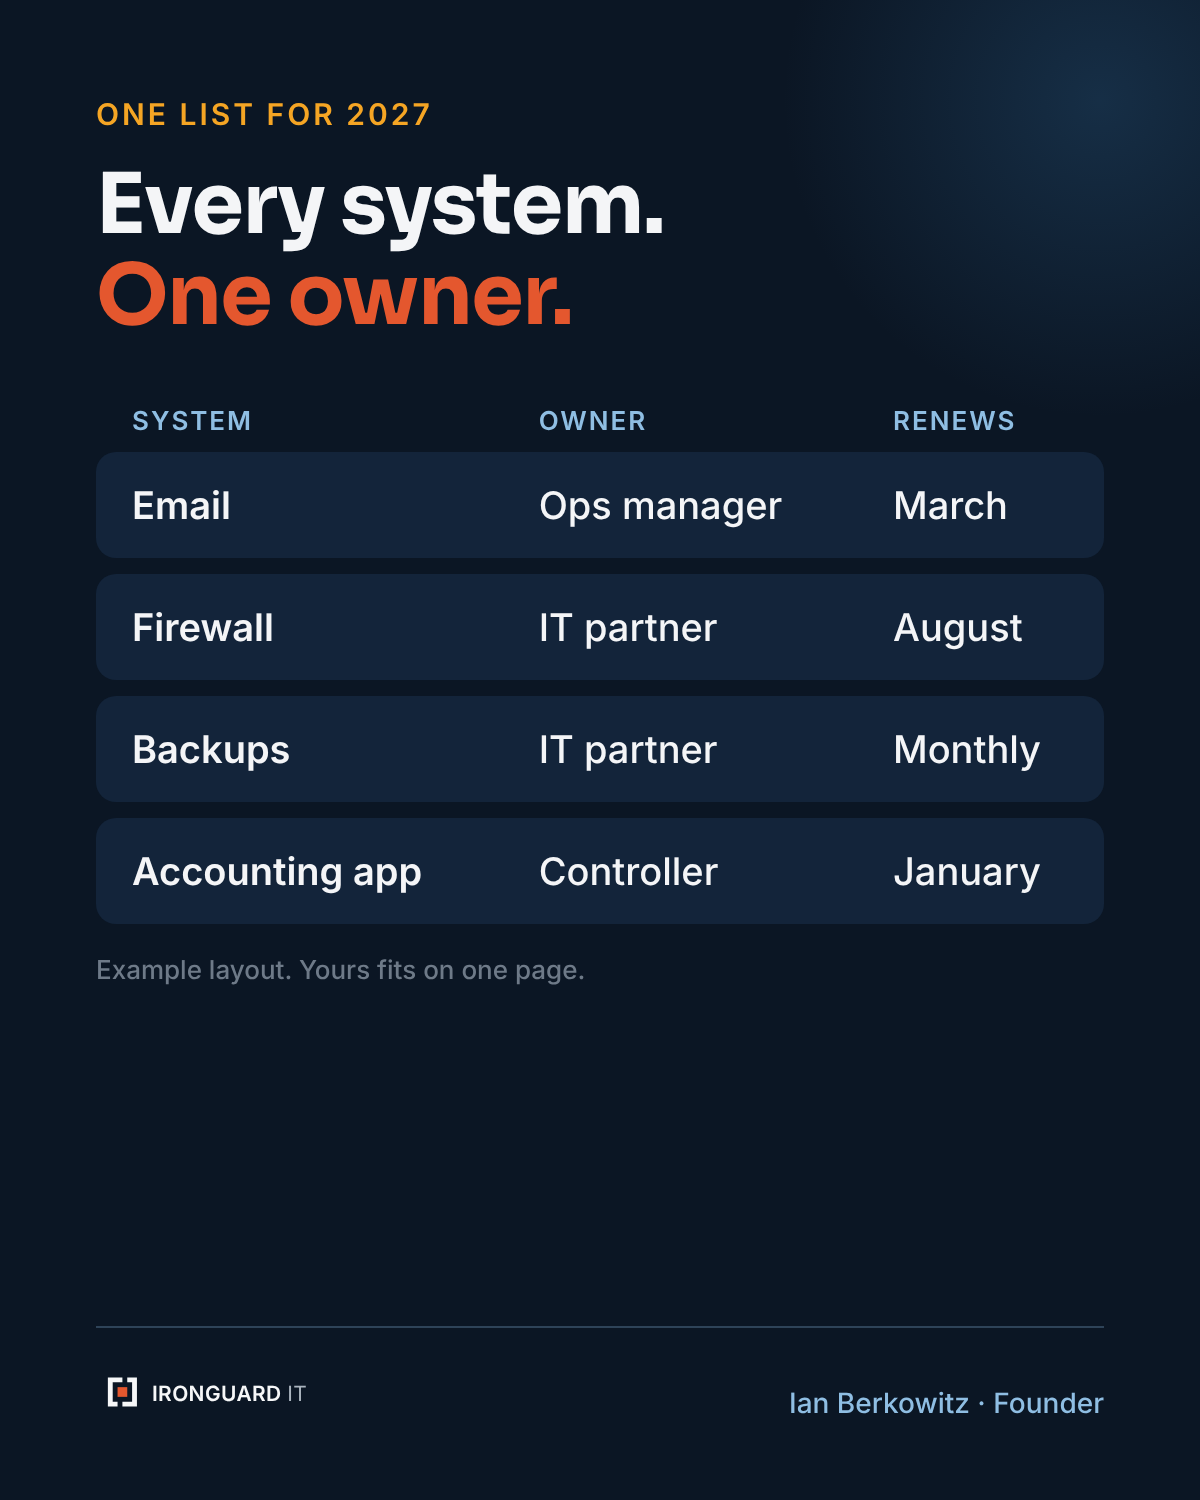 ONE LIST FOR 2027
Every system.
One owner.
SYSTEM OWNER RENEWS
Email Ops manager March
Firewall IT partner August
Backups IT partner Monthly
Accounting app Controller January
Example layout. Yours fits on one page.
IRONGUARD IT
Ian Berkowitz · Founder